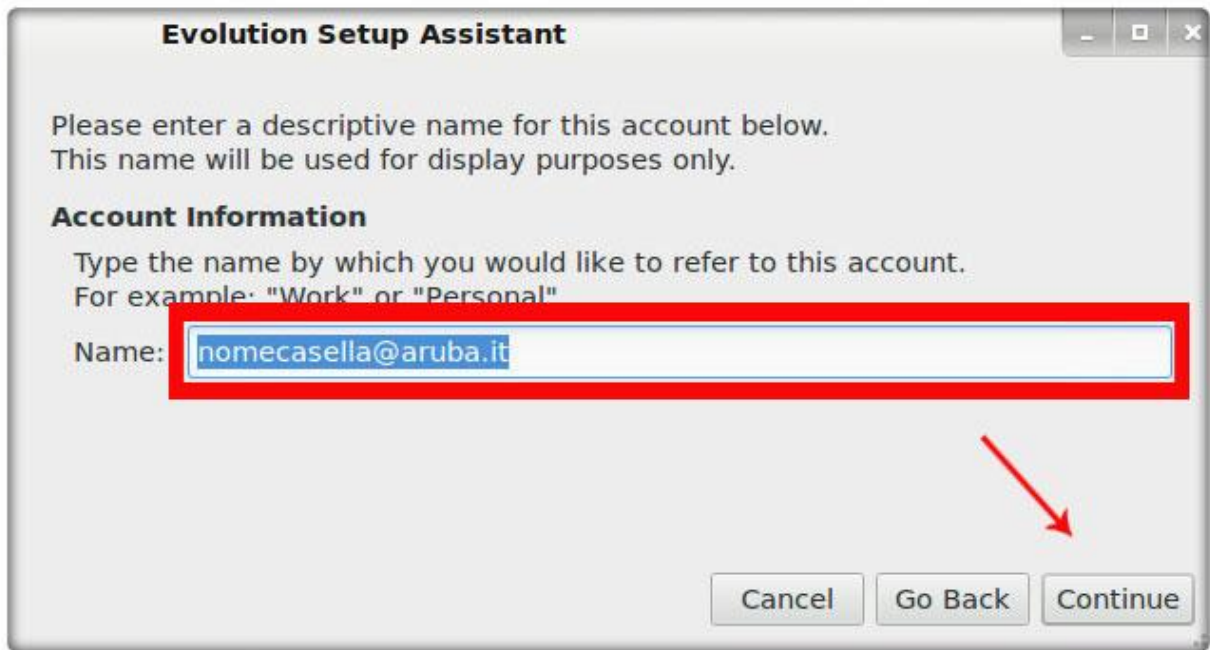 Evolution Setup Assistant
Please enter a descriptive name for this account below.
This name will be used for display purposes only.
Account Information
Type the name by which you would like to refer to this account.
For example: "Work" or "Personal"
Name: nomecasella@aruba.it
Cancel Go Back Continue